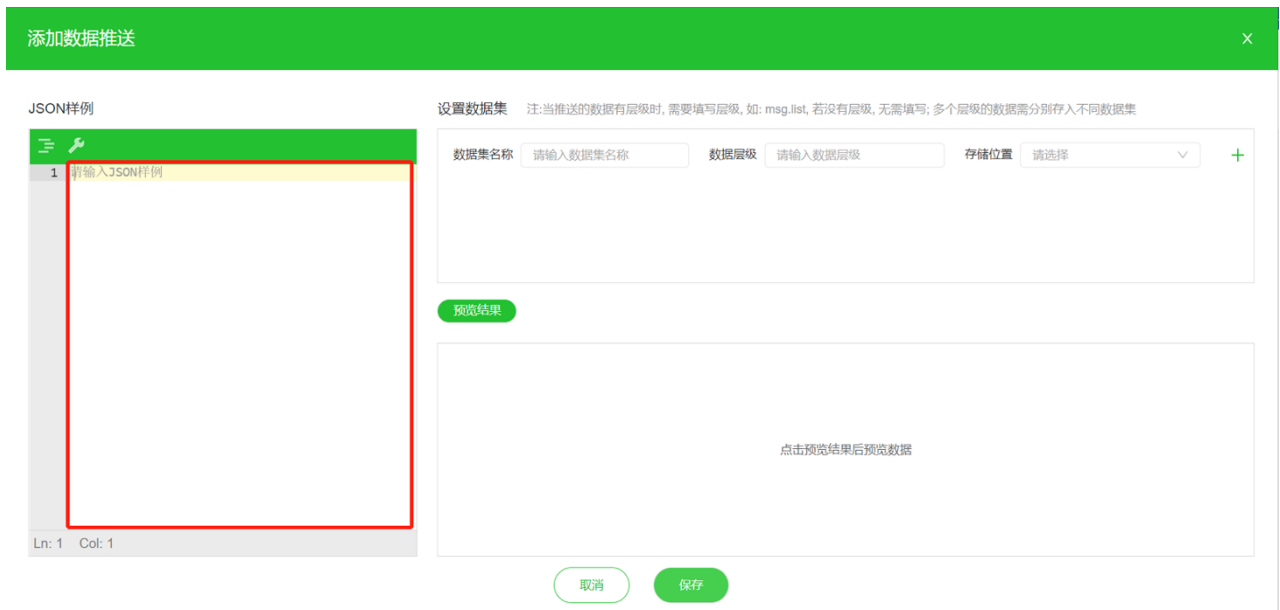 添加数据推送 X
JSON样例
1 请输入JSON样例
Ln: 1 Col: 1
设置数据集 注:当推送的数据有层级时, 需要填写层级, 如: msg.list, 若没有层级, 无需填写; 多个层级的数据需分别存入不同数据集
数据集名称 请输入数据集名称 数据层级 请输入数据层级 存储位置 请选择 +
预览结果
点击预览结果后预览数据
取消 保存